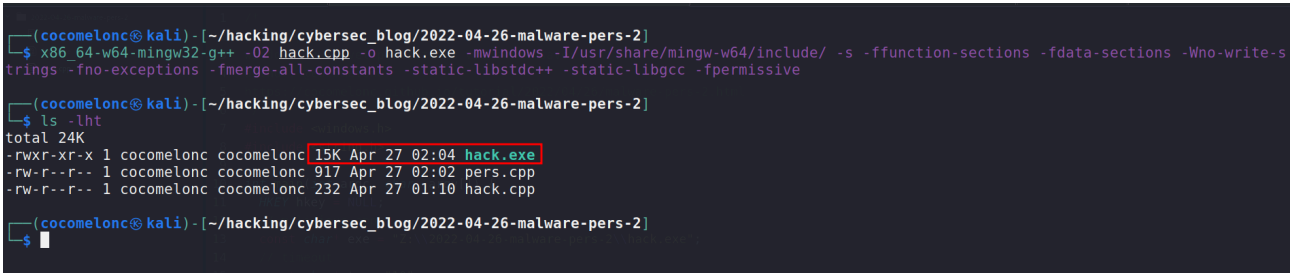 ┌──(cocomelonc㉿kali)-[~/hacking/cybersec_blog/2022-04-26-malware-pers-2]
└─$ x86_64-w64-mingw32-g++ -O2 hack.cpp -o hack.exe -mwindows -I/usr/share/mingw-w64/include/ -s -ffunction-sections -fdata-sections -Wno-write-s
trings -fno-exceptions -fmerge-all-constants -static-libstdc++ -static-libgcc -fpermissive
┌──(cocomelonc㉿kali)-[~/hacking/cybersec_blog/2022-04-26-malware-pers-2]
└─$ ls -lht
total 24K
-rwxr-xr-x 1 cocomelonc cocomelonc 15K Apr 27 02:04 hack.exe
-rw-r--r-- 1 cocomelonc cocomelonc 917 Apr 27 02:02 pers.cpp
-rw-r--r-- 1 cocomelonc cocomelonc 232 Apr 27 01:10 hack.cpp
┌──(cocomelonc㉿kali)-[~/hacking/cybersec_blog/2022-04-26-malware-pers-2]
└─$